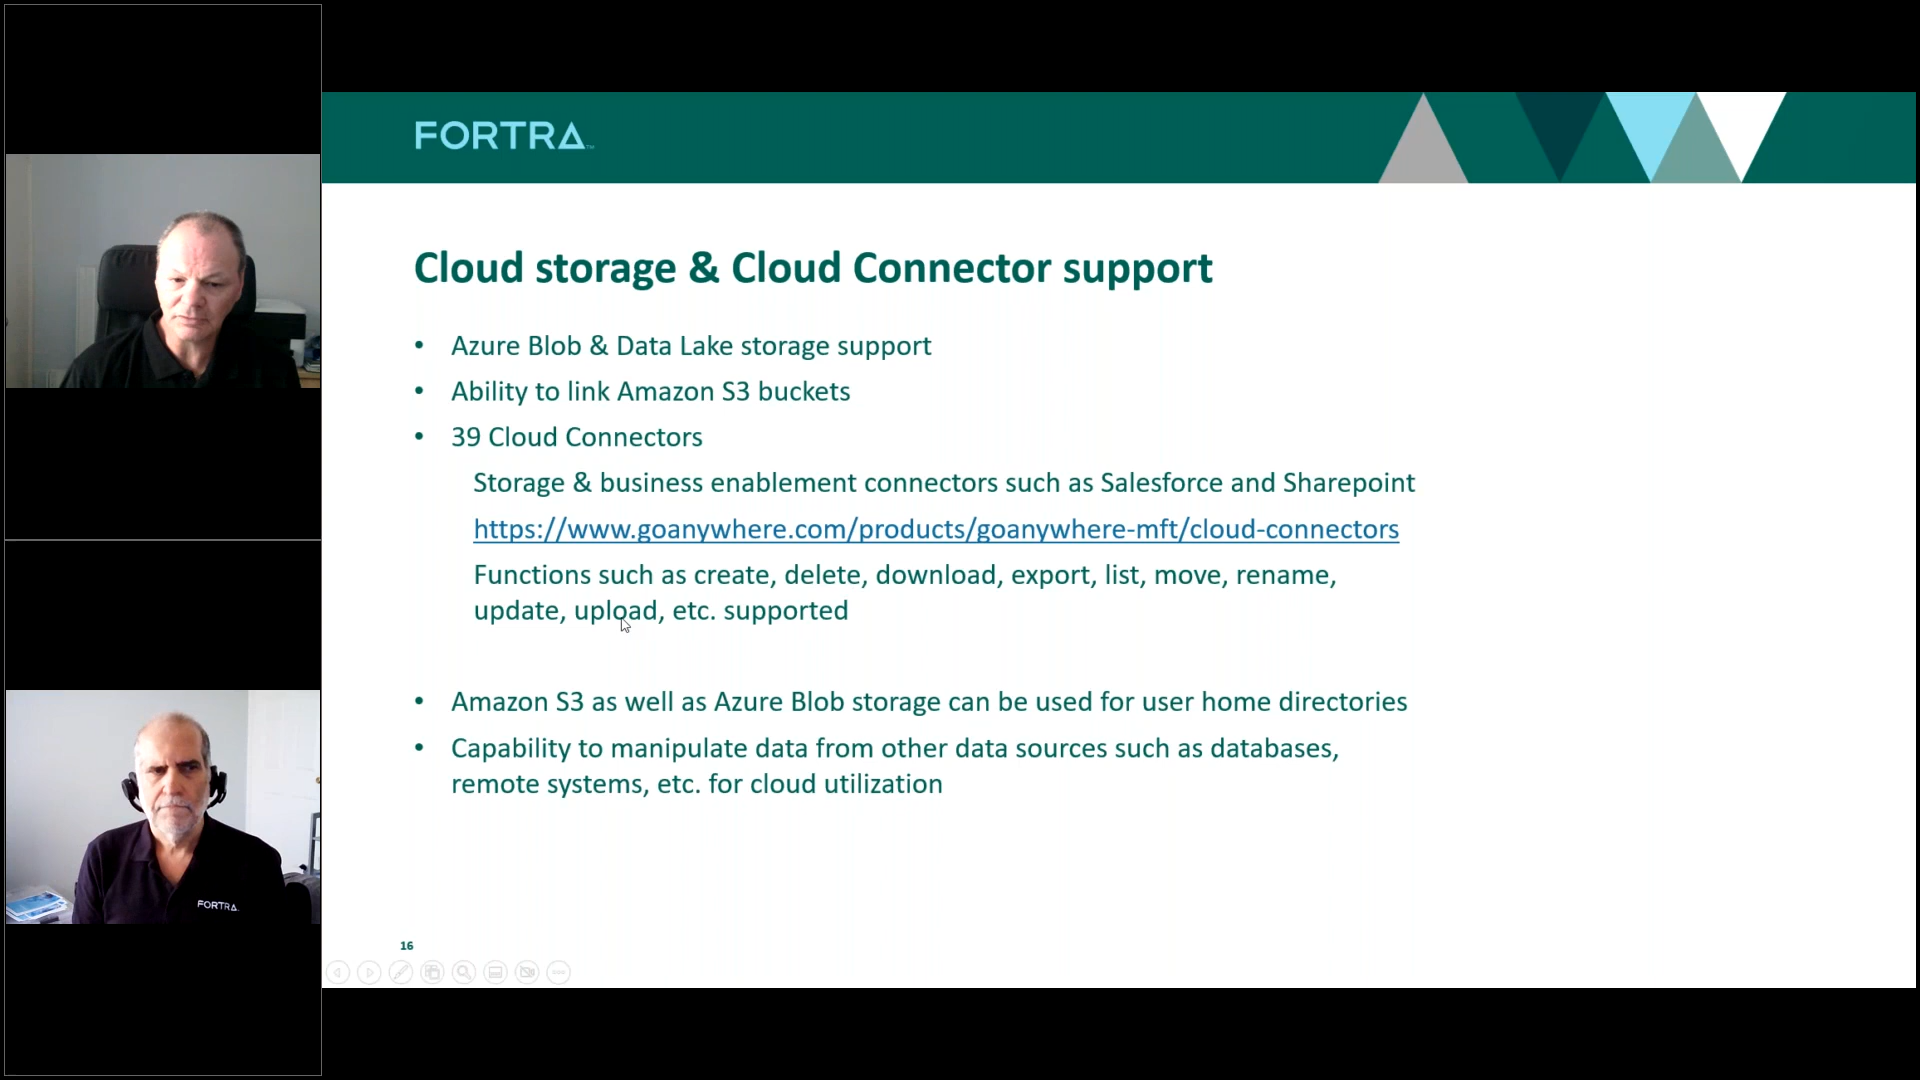 FORTRA™
Cloud storage & Cloud Connector support
• Azure Blob & Data Lake storage support
• Ability to link Amazon S3 buckets
• 39 Cloud Connectors
Storage & business enablement connectors such as Salesforce and Sharepoint
https://www.goanywhere.com/products/goanywhere-mft/cloud-connectors
Functions such as create, delete, download, export, list, move, rename,
update, upload, etc. supported
• Amazon S3 as well as Azure Blob storage can be used for user home directories
• Capability to manipulate data from other data sources such as databases,
remote systems, etc. for cloud utilization
16
FORTRA